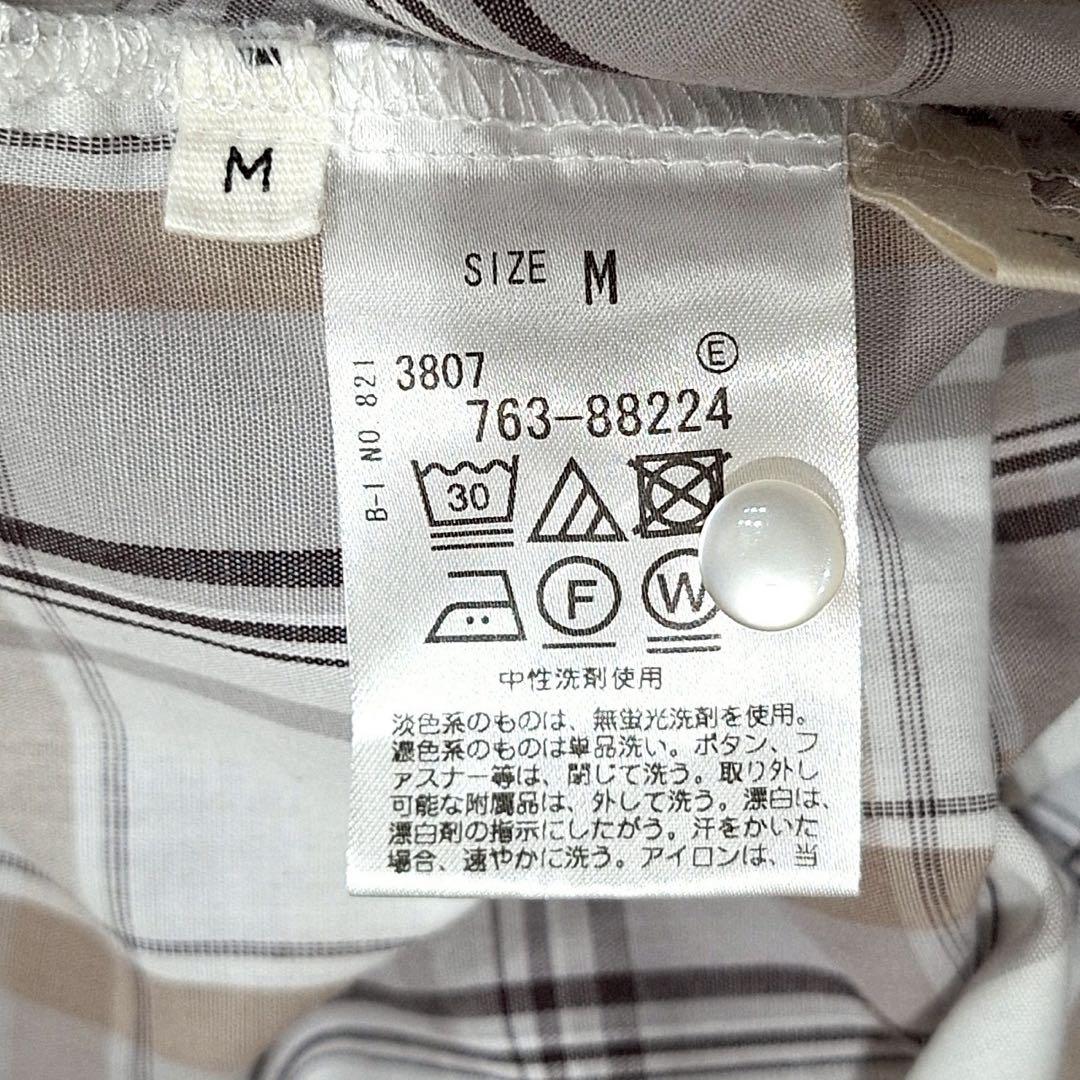 M
SIZE M
E
3807
763-88224
B-1 NO 821
30
F
W
中性洗剤使用
淡色系のものは、無蛍光洗剤を使用。
濃色系のものは単品洗い。ボタン、フ
ァスナー等は、閉じて洗う。取り外し
可能な附属品は、外して洗う。漂白は、
漂白剤の指示にしたがう。汗をかいた
場合、速やかに洗う。アイロンは、当